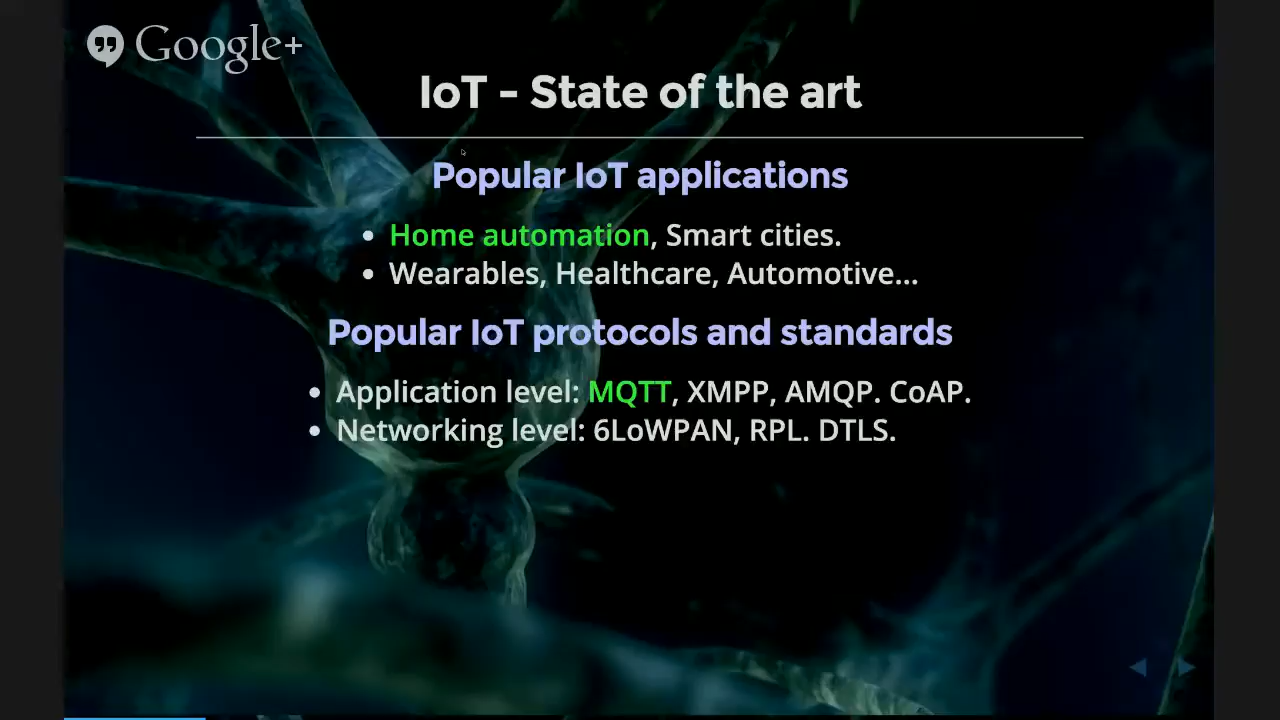 Google+
IoT - State of the art
Popular IoT applications
• Home automation, Smart cities.
• Wearables, Healthcare, Automotive...
Popular IoT protocols and standards
• Application level: MQTT, XMPP, AMQP. CoAP.
• Networking level: 6LoWPAN, RPL. DTLS.